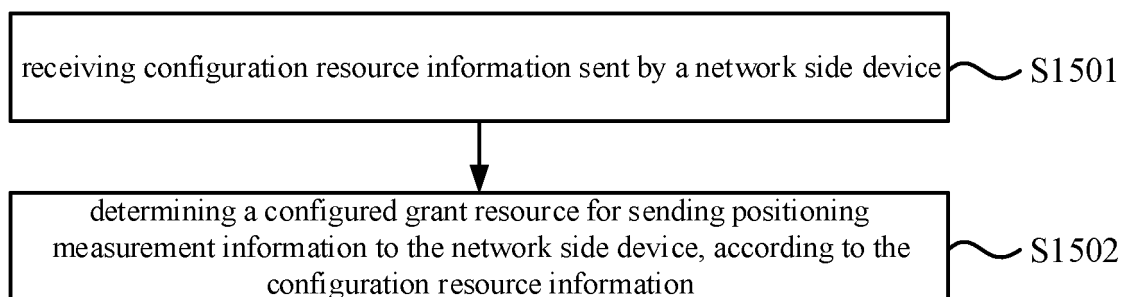 receiving configuration resource information sent by a network side device
S1501
determining a configured grant resource for sending positioning
measurement information to the network side device, according to the
configuration resource information
S1502